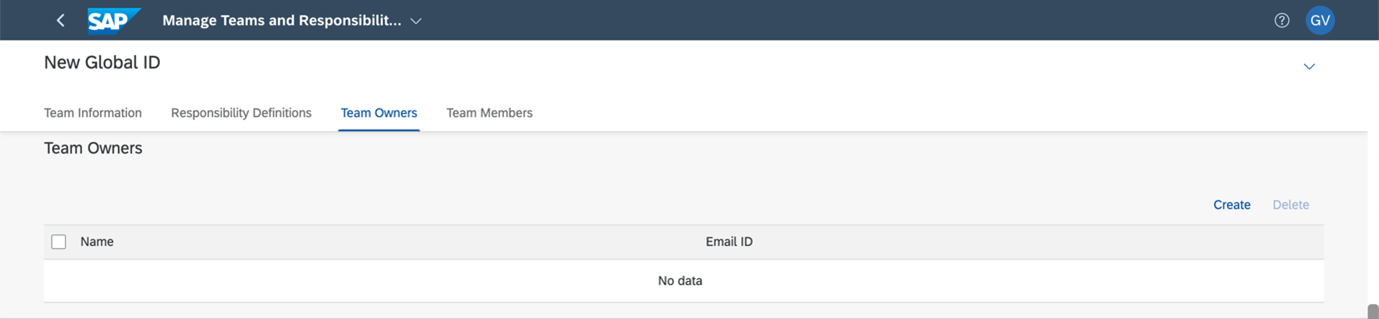 SAP Manage Teams and Responsibilit... GV
New Global ID
Team Information Responsibility Definitions Team Owners Team Members
Team Owners
Create Delete
Name Email ID
No data